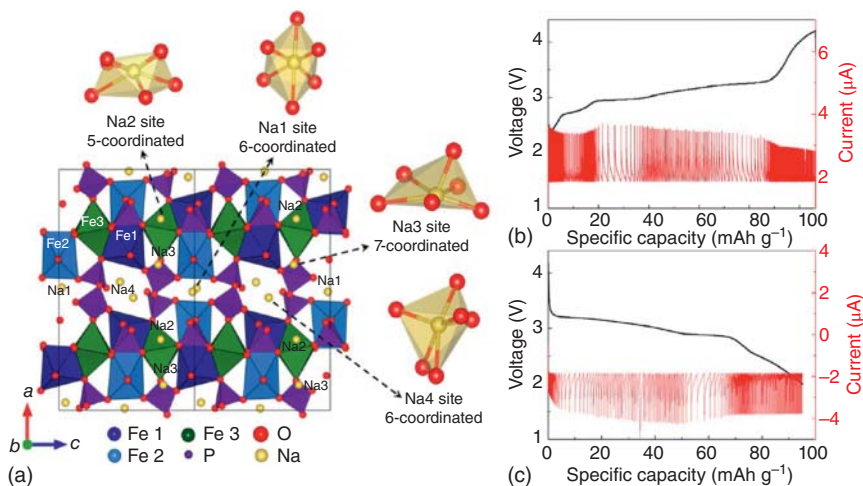 Na2 site
5-coordinated
Na1 site
6-coordinated
Na3 site
7-coordinated
Na4 site
6-coordinated
Na2
Fe3
Fe1
Fe2
Na3
Na1
Na4
Na1
Na2
Na2
Na3
Na3
a
b
c
Fe 1
Fe 3
O
Fe 2
P
Na
(a)
4
3
2
1
Voltage (V)
6
4
2
Current (μA)
0 20 40 60 80 100
Specific capacity (mAh g⁻¹)
(b)
4
3
2
1
Voltage (V)
4
2
0
−2
−4
Current (μA)
0 20 40 60 80 100
Specific capacity (mAh g⁻¹)
(c)